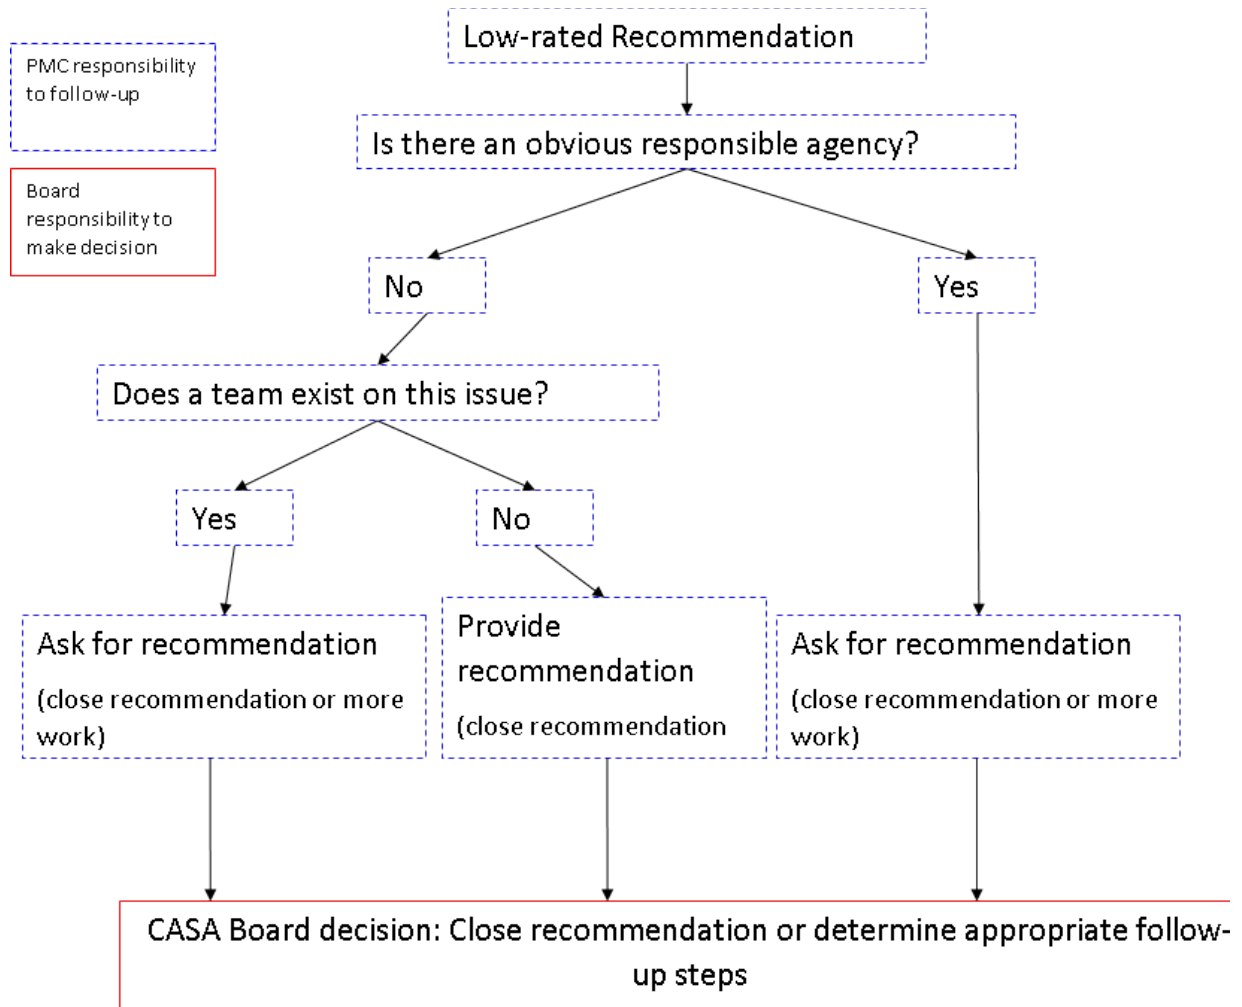 Low-rated Recommendation
PMC responsibility
to follow-up
Is there an obvious responsible agency?
Board
responsibility to
make decision
No
Yes
Does a team exist on this issue?
Yes
No
Ask for recommendation
(close recommendation or more
work)
Provide
recommendation
(close recommendation
Ask for recommendation
(close recommendation or more
work)
CASA Board decision: Close recommendation or determine appropriate follow-
up steps